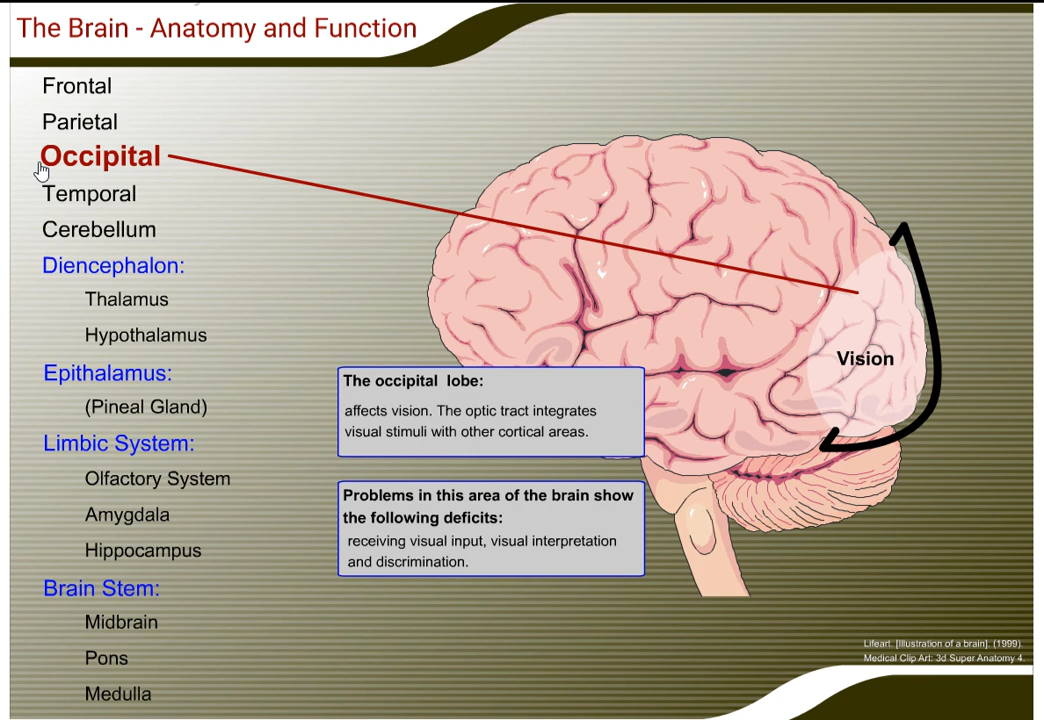 The Brain - Anatomy and Function
Frontal
Parietal
Occipital
Temporal
Cerebellum
Diencephalon:
Thalamus
Hypothalamus
Epithalamus:
(Pineal Gland)
Limbic System:
Olfactory System
Amygdala
Hippocampus
Brain Stem:
Midbrain
Pons
Medulla
Vision
The occipital lobe:
affects vision. The optic tract integrates
visual stimuli with other cortical areas.
Problems in this area of the brain show
the following deficits:
receiving visual input, visual interpretation
and discrimination.
Lifeart. [Illustration of a brain]. (1999).
Medical Clip Art: 3d Super Anatomy 4.